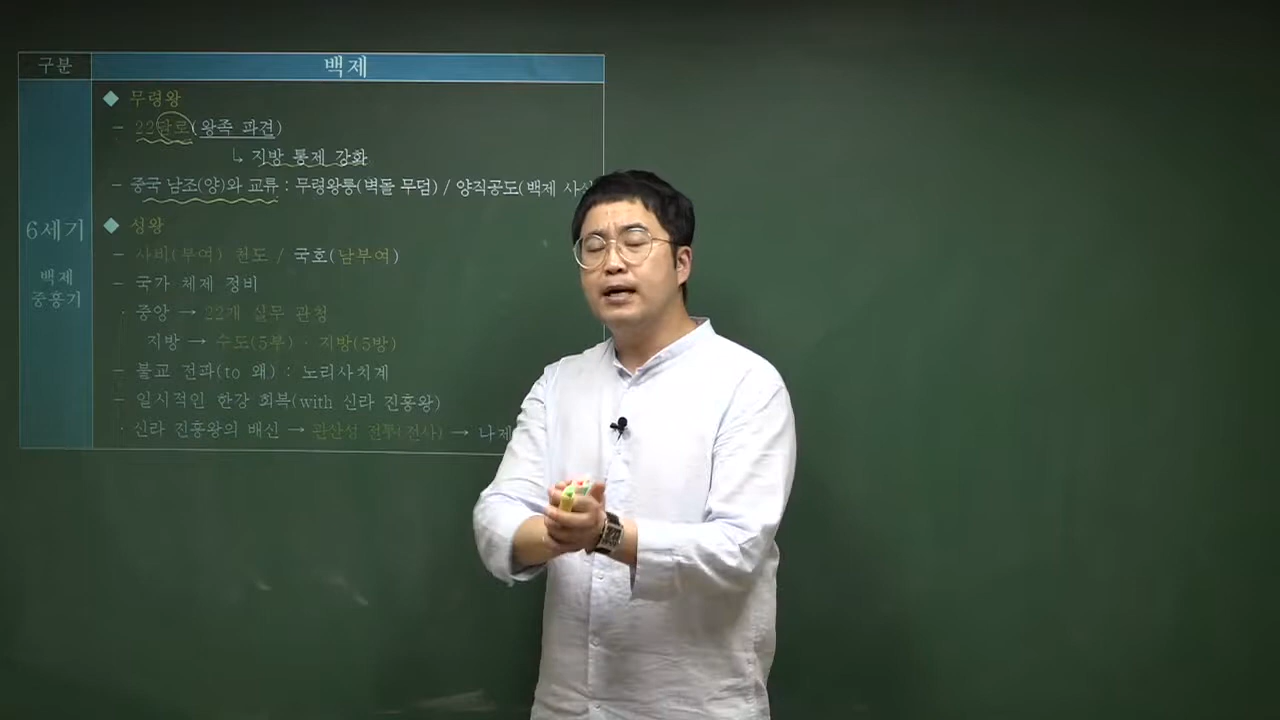 구분
백제
6세기
백제
중흥기
◆ 무령왕
- 22담로(왕족 파견)
↳ 지방 통제 강화
- 중국 남조(양)와 교류 : 무령왕릉(벽돌 무덤) / 양직공도(백제 사신
◆ 성왕
- 사비(부여) 천도 / 국호(남부여)
- 국가 체제 정비
· 중앙 → 22개 실무 관청
지방 → 수도(5부) · 지방(5방)
- 불교 전파(to 왜) : 노리사치계
- 일시적인 한강 회복(with 신라 진흥왕)
· 신라 진흥왕의 배신 → 관산성 전투(전사) → 나제